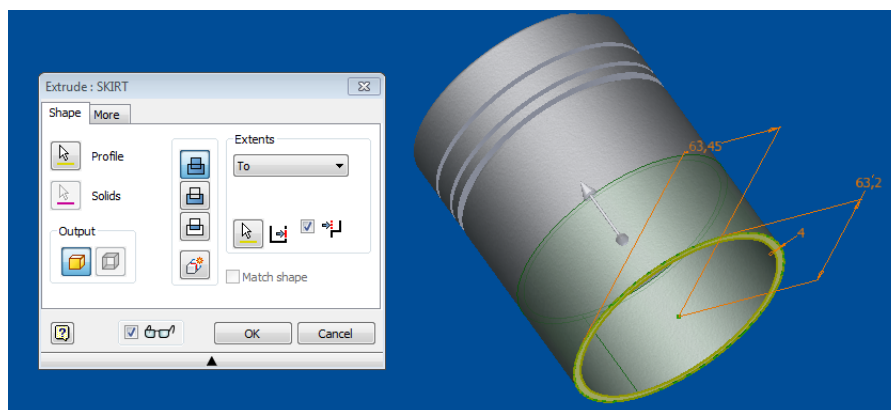 Extrude : SKIRT
Shape
More
Profile
Solids
Output
Extents
To
Match shape
OK
Cancel
63,45
63,2
4